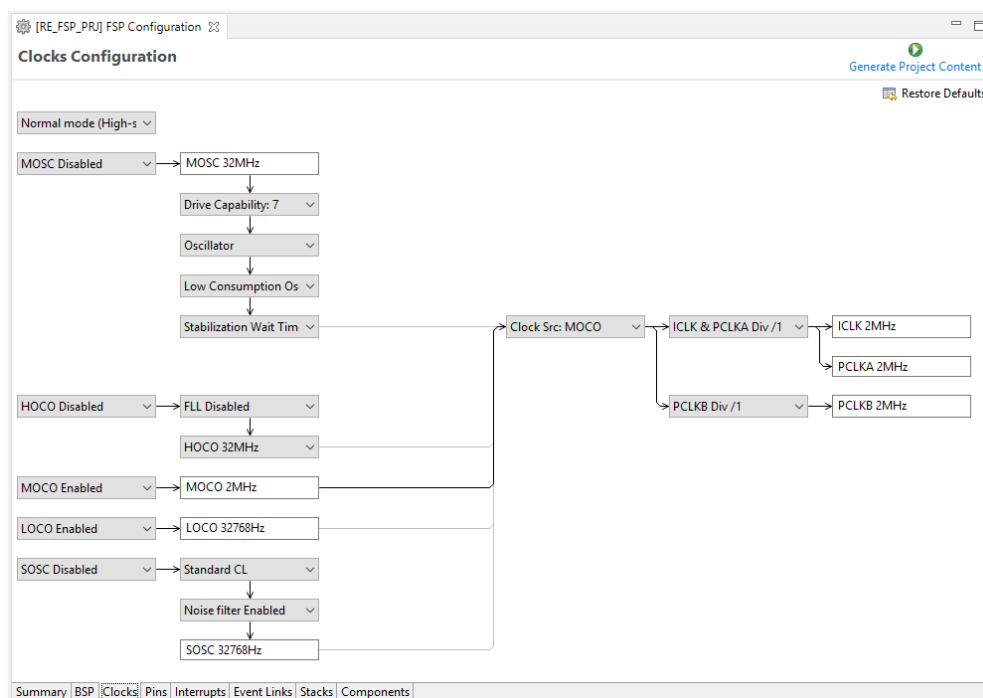 [RE_FSP_PRJ] FSP Configuration
Clocks Configuration
Generate Project Content
Restore Defaults
Normal mode (High-s
MOSC Disabled
MOSC 32MHz
Drive Capability: 7
Oscillator
Low Consumption Os
Stabilization Wait Tim
Clock Src: MOCO
ICLK & PCLKA Div /1
ICLK 2MHz
PCLKA 2MHz
HOCO Disabled
FLL Disabled
PCLKB Div /1
PCLKB 2MHz
HOCO 32MHz
MOCO Enabled
MOCO 2MHz
LOCO Enabled
LOCO 32768Hz
SOSC Disabled
Standard CL
Noise filter Enabled
SOSC 32768Hz
Summary BSP Clocks Pins Interrupts Event Links Stacks Components